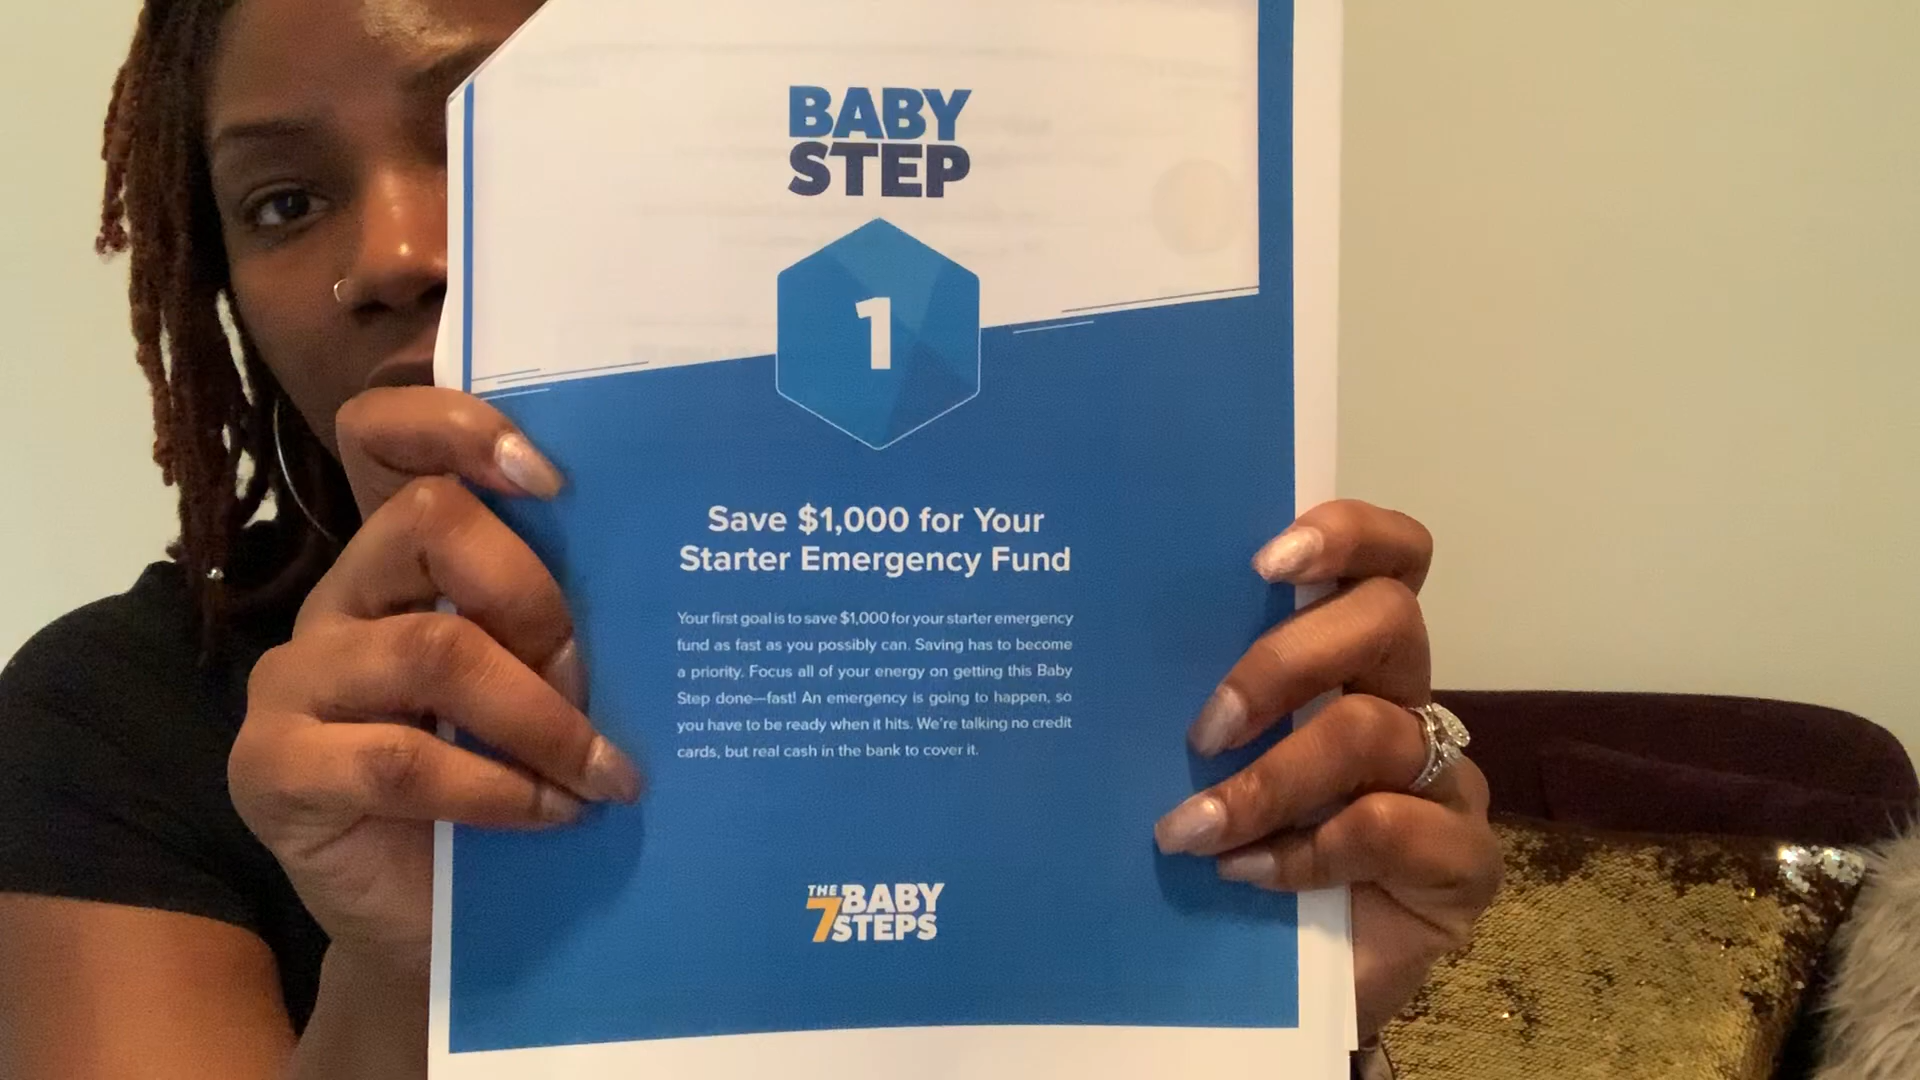 BABY
STEP
1
Save $1,000 for Your
Starter Emergency Fund
Your first goal is to save $1,000 for your starter emergency
fund as fast as you possibly can. Saving has to become
a priority. Focus all of your energy on getting this Baby
Step done—fast! An emergency is going to happen, so
you have to be ready when it hits. We're talking no credit
cards, but real cash in the bank to cover it.
THE
7 BABY
STEPS